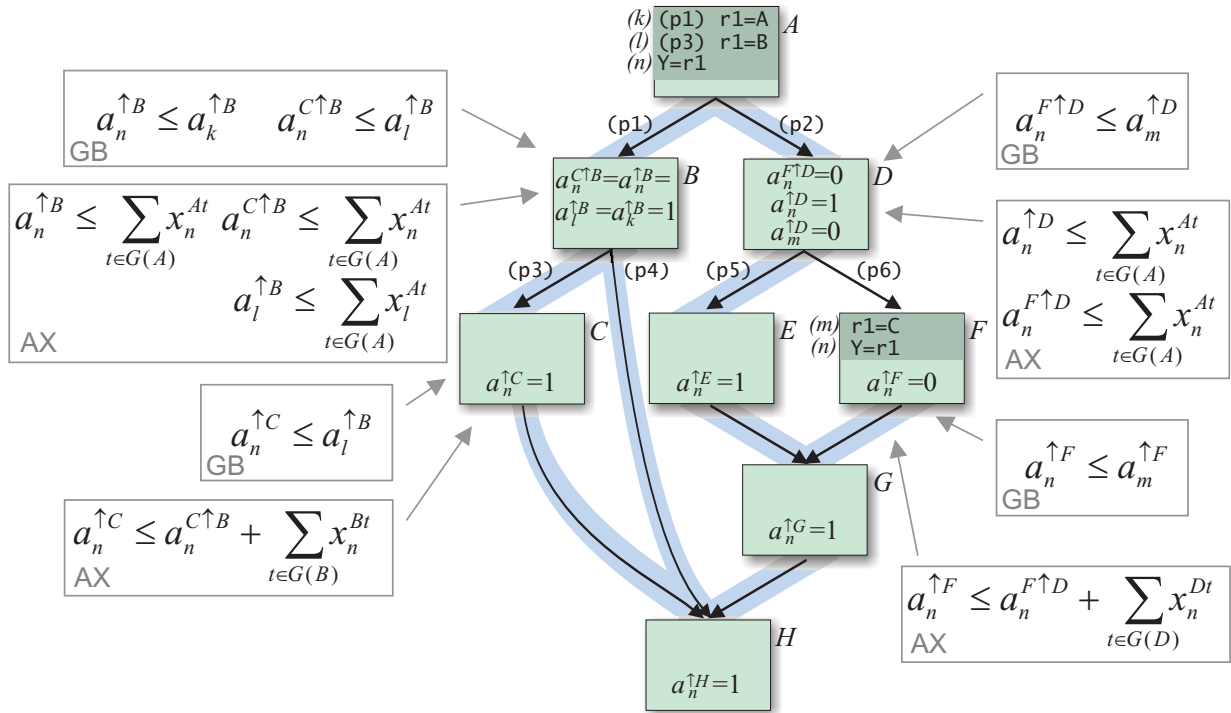 (k) (p1) r1=A A
(l) (p3) r1=B
(n) Y=r1
a_n^{↑B} ≤ a_k^{↑B} a_n^{C↑B} ≤ a_l^{↑B}
GB
(p1) (p2)
a_n^{F↑D} ≤ a_m^{↑D}
GB
a_n^{C↑B}=a_n^{↑B}= B
a_l^{↑B}=a_k^{↑B}=1
a_n^{F↑D}=0 D
a_n^{↑D}=1
a_m^{↑D}=0
a_n^{↑B} ≤ ∑_{t∈G(A)} x_n^{At} a_n^{C↑B} ≤ ∑_{t∈G(A)} x_n^{At}
a_l^{↑B} ≤ ∑_{t∈G(A)} x_l^{At}
AX
a_n^{↑D} ≤ ∑_{t∈G(A)} x_n^{At}
a_n^{F↑D} ≤ ∑_{t∈G(A)} x_n^{At}
AX
(p3) (p4) (p5) (p6)
C
a_n^{↑C}=1
E
a_n^{↑E}=1
(m) r1=C F
(n) Y=r1
a_n^{↑F}=0
a_n^{↑C} ≤ a_l^{↑B}
GB
a_n^{↑F} ≤ a_m^{↑F}
GB
a_n^{↑C} ≤ a_n^{C↑B} + ∑_{t∈G(B)} x_n^{Bt}
AX
G
a_n^{↑G}=1
a_n^{↑F} ≤ a_n^{F↑D} + ∑_{t∈G(D)} x_n^{Dt}
AX
H
a_n^{↑H}=1